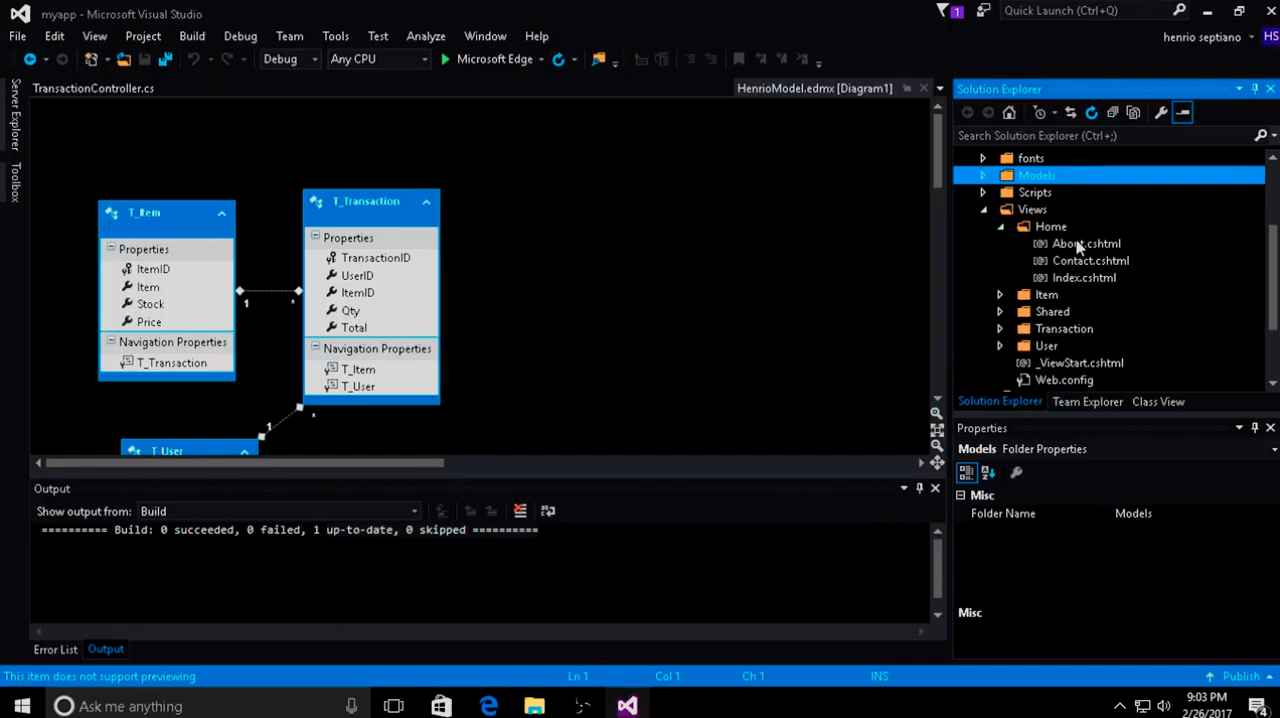 myapp - Microsoft Visual Studio
1
Quick Launch (Ctrl+Q)
File Edit View Project Build Debug Team Tools Test Analyze Window Help
henrio septiano
HS
Debug
Any CPU
Microsoft Edge
Server Explorer
Toolbox
TransactionController.cs
HenrioModel.edmx [Diagram1]
T_Item
Properties
ItemID
Item
Stock
Price
Navigation Properties
T_Transaction
1
*
T_Transaction
Properties
TransactionID
UserID
ItemID
Qty
Total
Navigation Properties
T_Item
T_User
1
*
T_User
Solution Explorer
Search Solution Explorer (Ctrl+;)
fonts
Models
Scripts
Views
Home
About.cshtml
Contact.cshtml
Index.cshtml
Item
Shared
Transaction
User
_ViewStart.cshtml
Web.config
Solution Explorer Team Explorer Class View
Properties
Models Folder Properties
Misc
Folder Name Models
Misc
Output
Show output from: Build
========== Build: 0 succeeded, 0 failed, 1 up-to-date, 0 skipped ==========
Error List Output
This item does not support preview­ing
Ln 1 Col 1 Ch 1 INS
Publish
Ask me anything
9:03 PM
2/26/2017
4